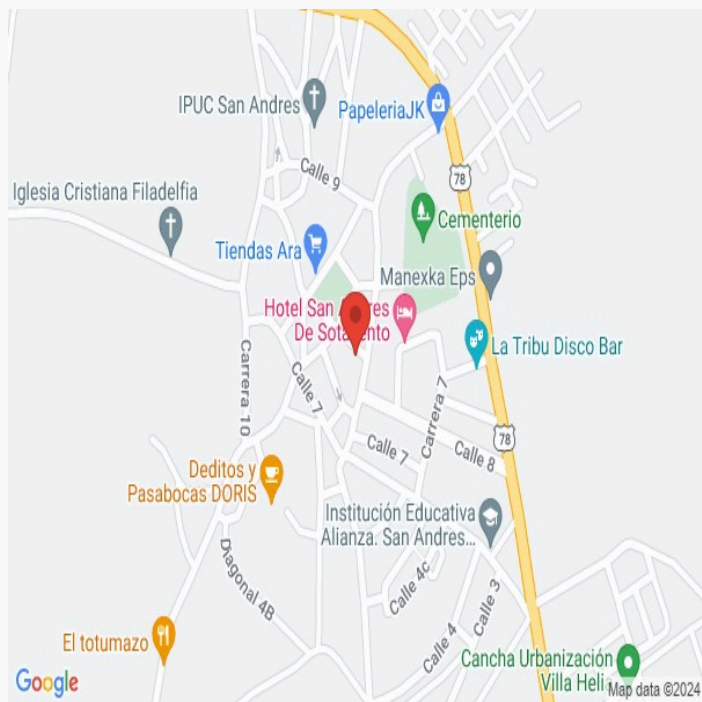 IPUC San Andres
PapeleriaJK
Calle 9
78
Iglesia Cristiana Filadelfia
Cementerio
Tiendas Ara
Manexka Eps
Hotel San
De
La Tribu Disco Bar
Carrera 10
Calle 7
Carrera 7
78
Calle 7
Calle 8
Deditos y
Pasabocas DORIS
Institución Educativa
Alianza. San Andres...
Diagonal 4B
Calle 4c
Calle 3
El totumazo
Calle 4
Cancha Urbanización
Villa Heli
Google
Map data ©2024